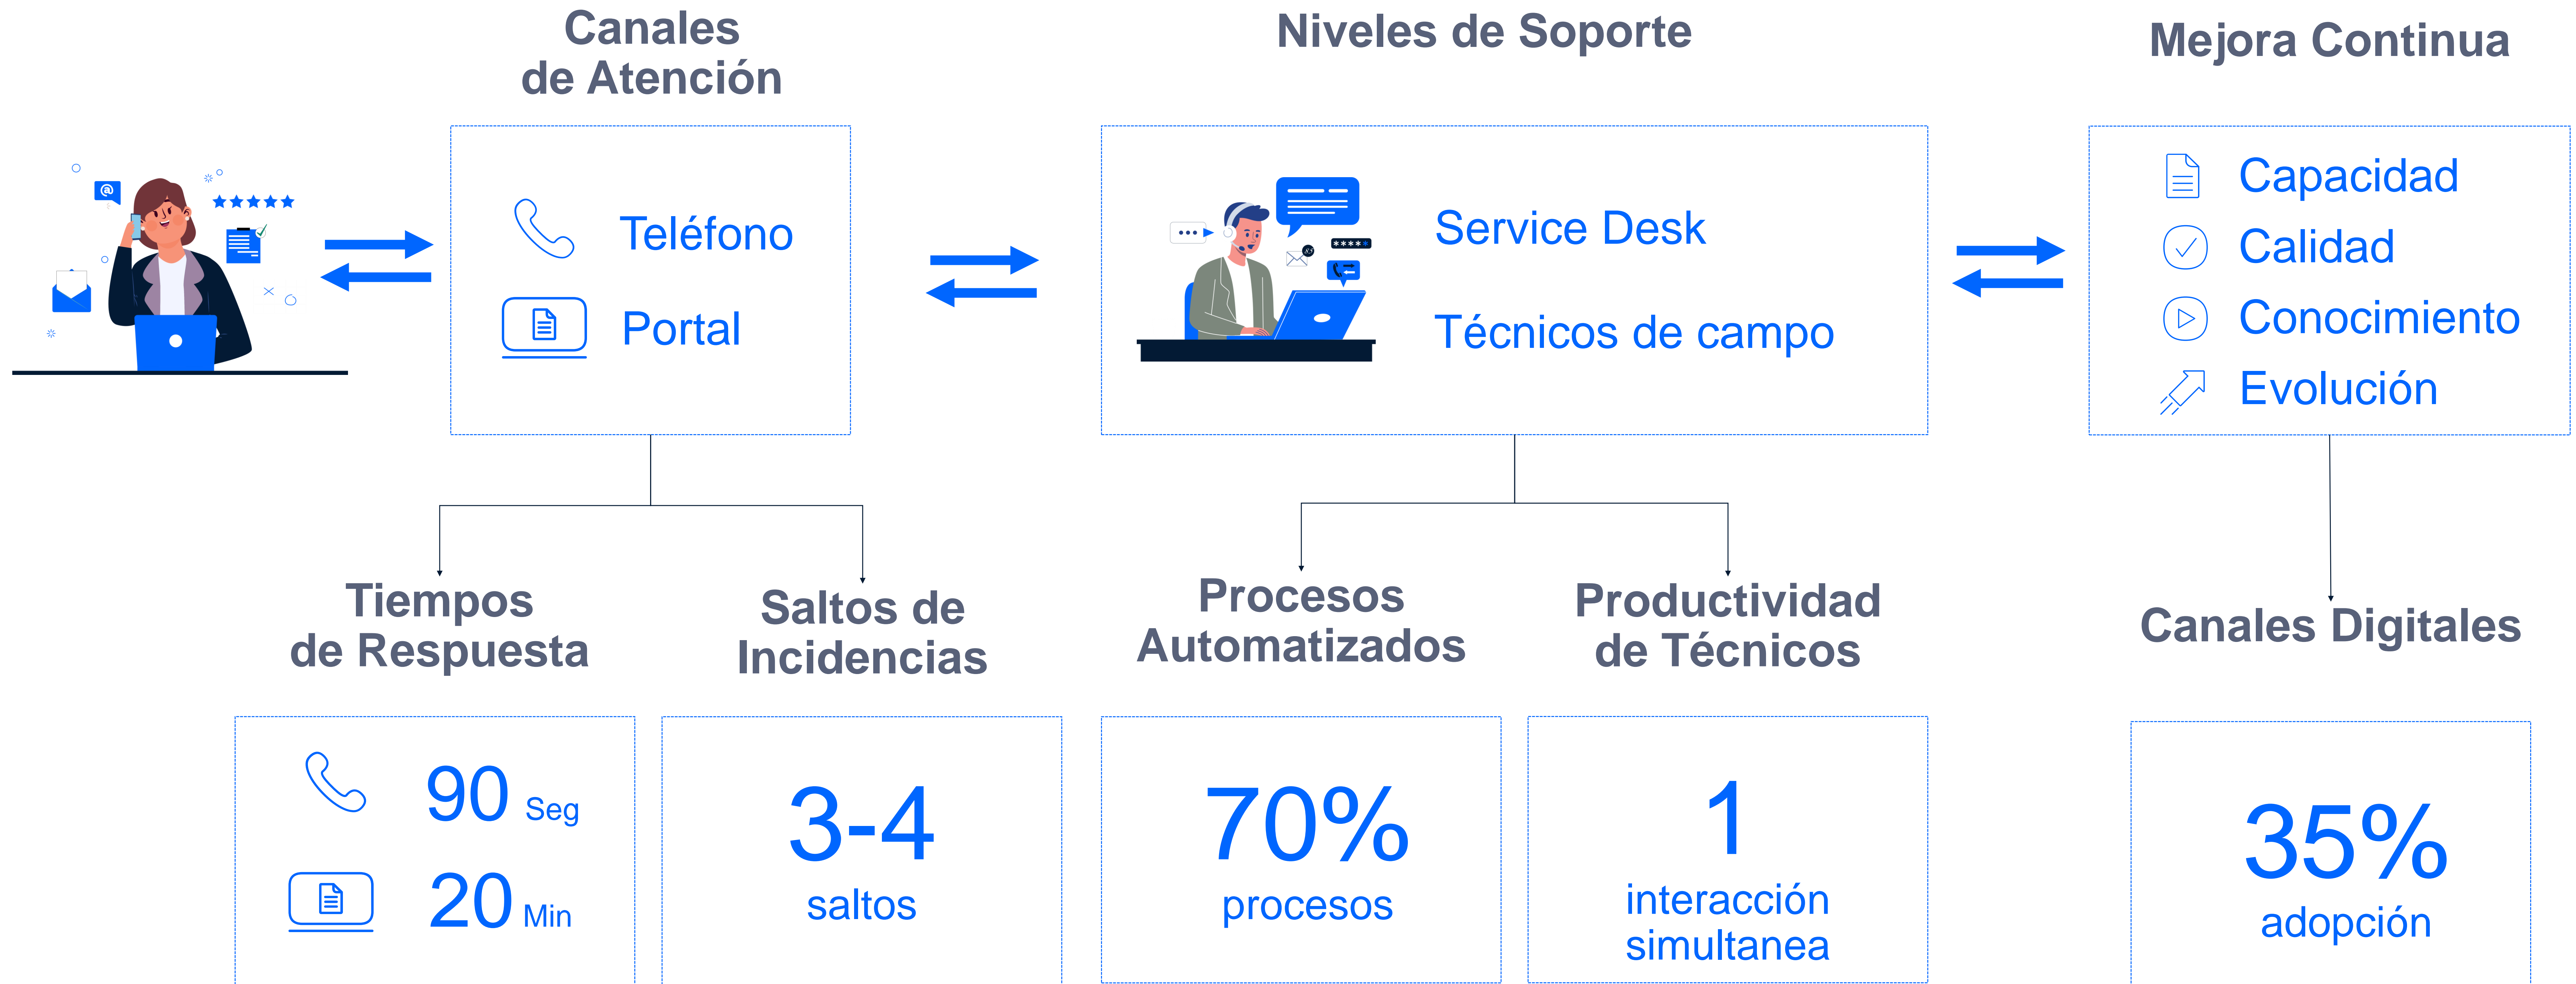 Canales
de Atención
Niveles de Soporte
Mejora Continua
@
Teléfono
Portal
Service Desk
Técnicos de campo
Capacidad
Calidad
Conocimiento
Evolución
Tiempos
de Respuesta
Saltos de
Incidencias
Procesos
Automatizados
Productividad
de Técnicos
Canales Digitales
90 Seg
20 Min
3-4
saltos
70%
procesos
1
interacción
simultanea
35%
adopción